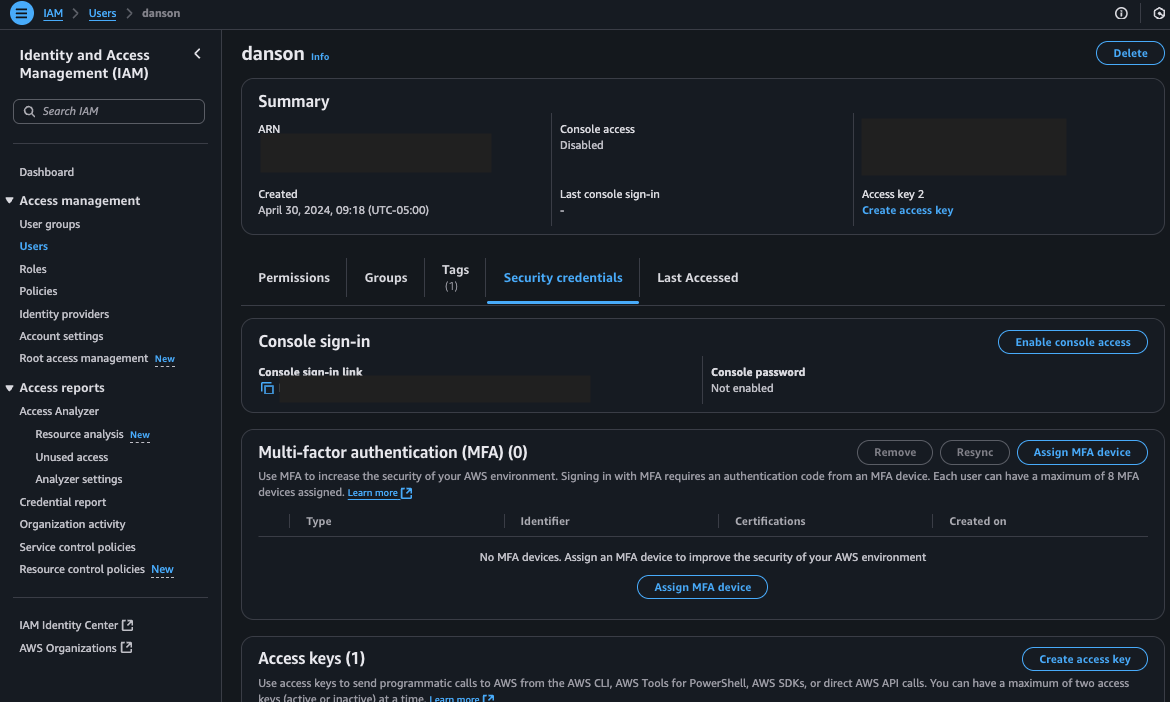 IAM > Users > danson
Identity and Access
Management (IAM)
Search IAM
Dashboard
Access management
User groups
Users
Roles
Policies
Identity providers
Account settings
Root access management New
Access reports
Access Analyzer
Resource analysis New
Unused access
Analyzer settings
Credential report
Organization activity
Service control policies
Resource control policies New
IAM Identity Center
AWS Organizations
danson Info
Delete
Summary
ARN
Created
April 30, 2024, 09:18 (UTC-05:00)
Console access
Disabled
Last console sign-in
-
Access key 2
Create access key
Permissions
Groups
Tags
(1)
Security credentials
Last Accessed
Console sign-in
Enable console access
Console sign-in link
Console password
Not enabled
Multi-factor authentication (MFA) (0)
Remove
Resync
Assign MFA device
Use MFA to increase the security of your AWS environment. Signing in with MFA requires an authentication code from an MFA device. Each user can have a maximum of 8 MFA
devices assigned. Learn more
Type
Identifier
Certifications
Created on
No MFA devices. Assign an MFA device to improve the security of your AWS environment
Assign MFA device
Access keys (1)
Create access key
Use access keys to send programmatic calls to AWS from the AWS CLI, AWS Tools for PowerShell, AWS SDKs, or direct AWS API calls. You can have a maximum of two access
keys (active or inactive) at a time. Learn more